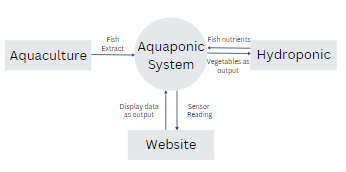 Fish
Extract
Fish nutrients
Aquaculture
Aquaponic
System
Hydroponic
Vegetables as
output
Display data
as output
Sensor
Reading
Website